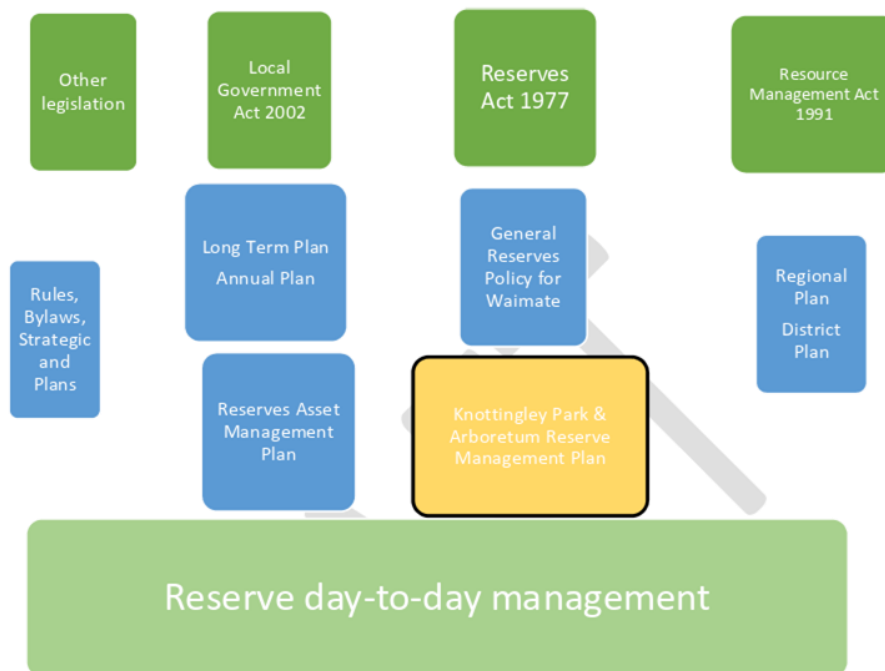 Other
legislation
Local
Government
Act 2002
Reserves
Act 1977
Resource
Management Act
1991
Long Term Plan
Annual Plan
General
Reserves
Policy for
Waimate
Regional
Plan
District
Plan
Rules,
Bylaws,
Strategic
and
Plans
Reserves Asset
Management
Plan
Knottingley Park &
Arboretum Reserve
Management Plan
Reserve day-to-day management